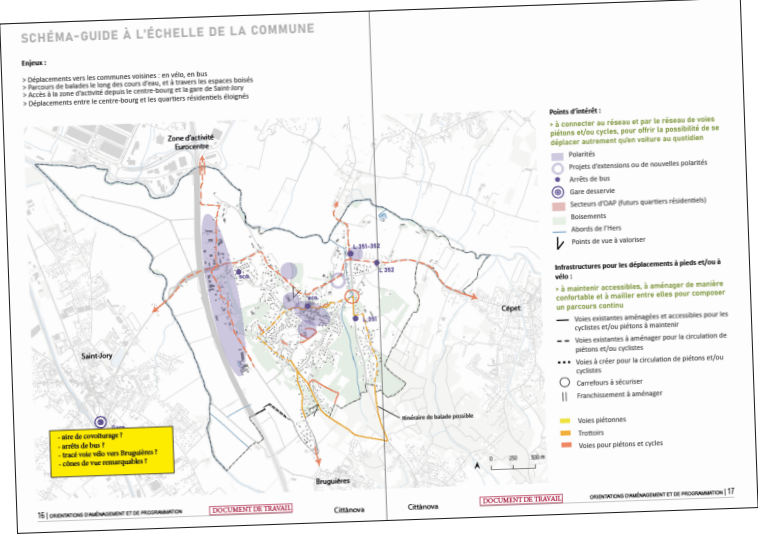 SCHÉMA-GUIDE À L'ÉCHELLE DE LA COMMUNE
Enjeux :
> Déplacements vers les communes voisines : en vélo, en bus
> Parcours de balades le long des cours d'eau, et à travers les espaces boisés
> Accès à la zone d'activité depuis le centre-bourg et la gare de Saint-Jory
> Déplacements entre le centre-bourg et les quartiers résidentiels éloignés
Zone d'activité
Eurocentre
L 351-352
L 352
L 351
Cépet
Saint-Jory
Gare
Itinéraire de balade possible
Bruguières
- aire de covoiturage ?
- arrêts de bus ?
- tracé voie vélo vers Bruguières ?
- cônes de vue remarquables ?
16 | ORIENTATIONS D'AMÉNAGEMENT ET DE PROGRAMMATION
DOCUMENT DE TRAVAIL
Cittànova
Points d'intérêt :
> à connecter au réseau et par le réseau de voies
piétons et/ou cycles, pour offrir la possibilité de se
déplacer autrement qu'en voiture au quotidien
Polarités
Projets d'extensions ou de nouvelles polarités
Arrêts de bus
Gare desservie
Secteurs d'OAP (futurs quartiers résidentiels)
Boisements
Abords de l'Hers
Points de vue à valoriser
Infrastructures pour les déplacements à pieds et/ou à
vélo :
> à maintenir accessibles, à aménager de manière
confortable et à mailler entre elles pour composer
un parcours continu
Voies existantes aménagées et accessibles pour les
cyclistes et/ou piétons à maintenir
Voies existantes à aménager pour la circulation de
piétons et/ou cyclistes
Voies à créer pour la circulation de piétons et/ou
cyclistes
Carrefours à sécuriser
Franchissement à aménager
Voies piétonnes
Trottoirs
Voies pour piétons et cycles
0 250 500 m
Cittànova
DOCUMENT DE TRAVAIL
ORIENTATIONS D'AMÉNAGEMENT ET DE PROGRAMMATION | 17